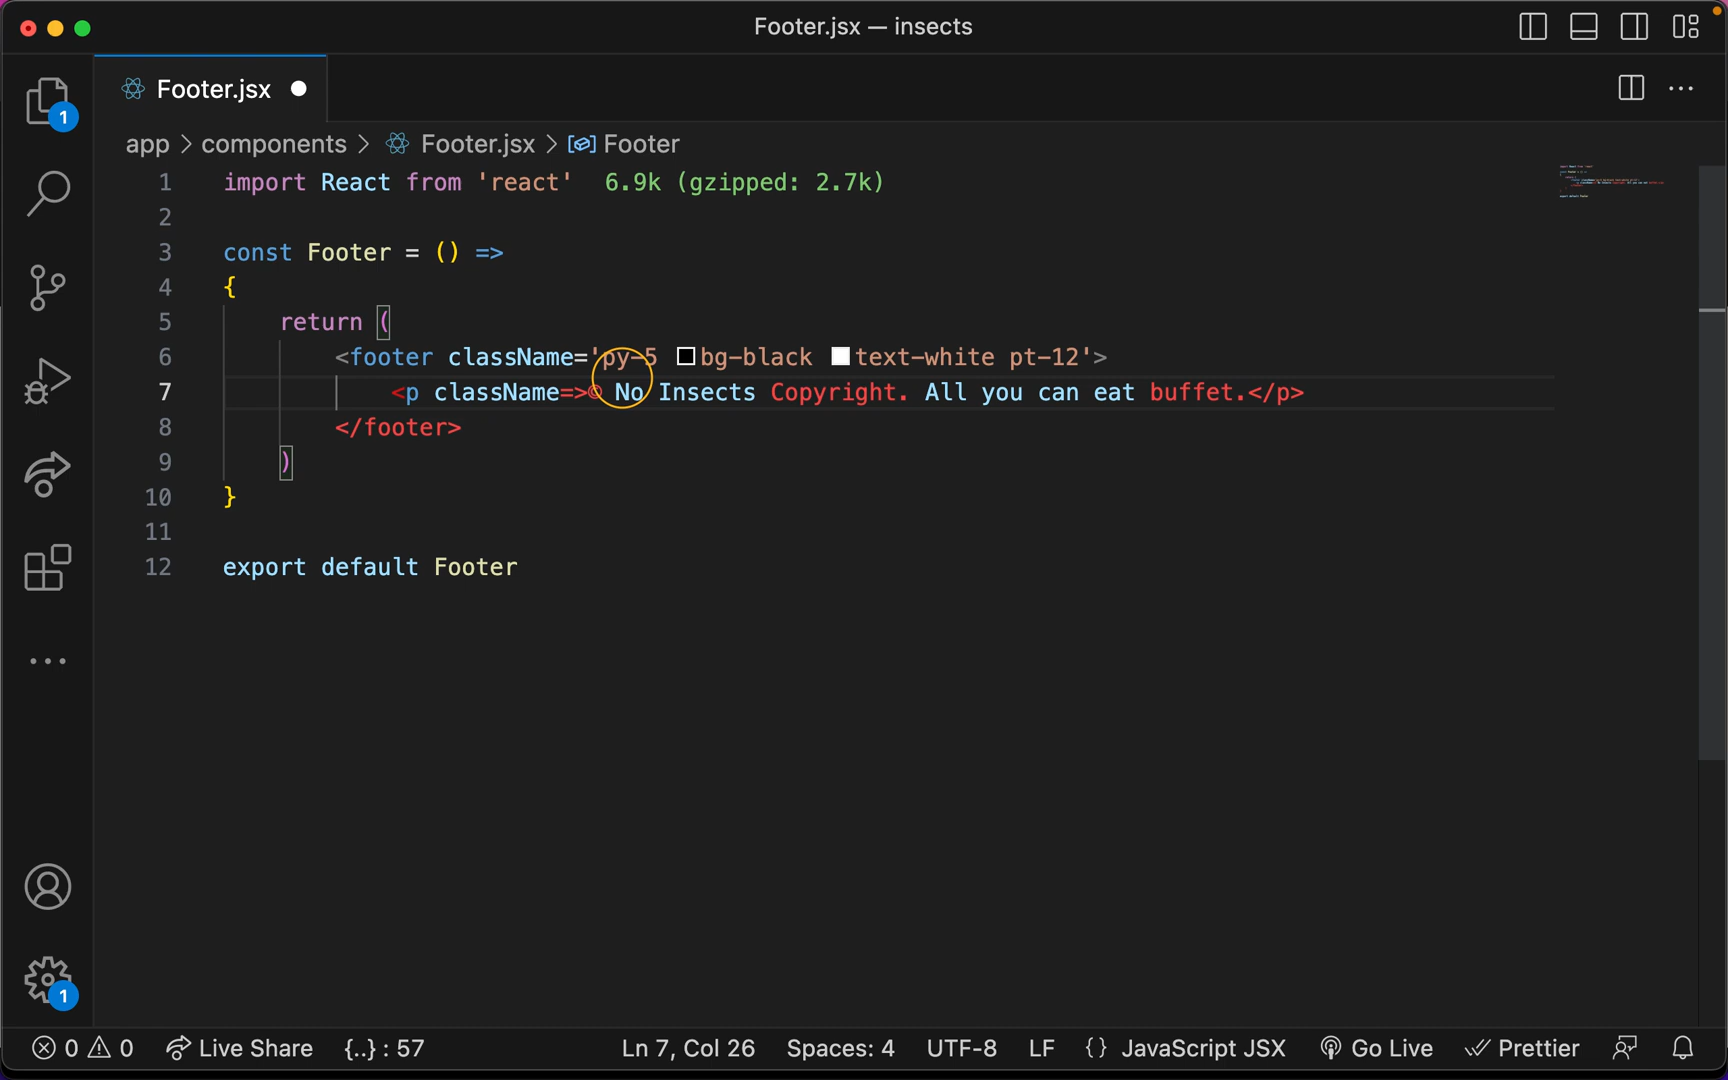 Footer.jsx — insects
Footer.jsx
1
app > components > Footer.jsx > Footer
1 import React from 'react' 6.9k (gzipped: 2.7k)
2
3 const Footer = () =>
4 {
5 return (
6 <footer className='py-5 bg-black text-white pt-12'>
7 <p className=>© No Insects Copyright. All you can eat buffet.</p>
8 </footer>
9 )
10 }
11
12 export default Footer
1
0 0 Live Share {..} : 57 Ln 7, Col 26 Spaces: 4 UTF-8 LF {} JavaScript JSX Go Live Prettier